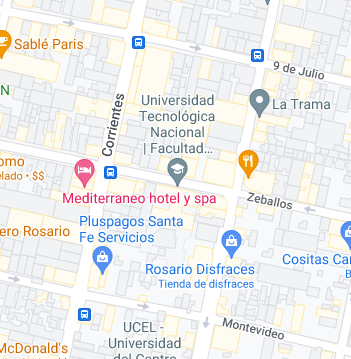 Sablé Paris
9 de Julio
N
Corrientes
Universidad
Tecnológica
Nacional
| Facultad...
La Trama
omo
elado • $$
Mediterraneo hotel y spa
Zeballos
Pluspagos Santa
Fe Servicios
ero Rosario
Rosario Disfraces
Tienda de disfraces
Cositas Car
B
Montevideo
UCEL -
Universidad
del Centro
McDonald's